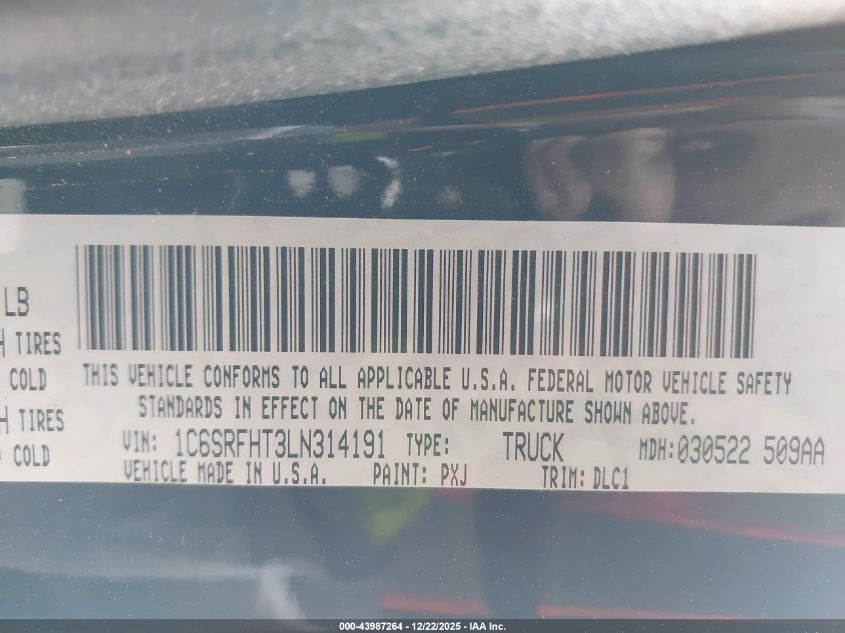 LB
TIRES
COLD
THIS VEHICLE CONFORMS TO ALL APPLICABLE U.S.A. FEDERAL MOTOR VEHICLE SAFETY
TIRES
STANDARDS IN EFFECT ON THE DATE OF MANUFACTURE SHOWN ABOVE.
COLD
VIN: 1C6SRFHT3LN314191 TYPE: TRUCK MDH:030522 509AA
VEHICLE MADE IN U.S.A. PAINT: PXJ TRIM: DLC1
000-43987264 - 12/22/2025 - IAA Inc.